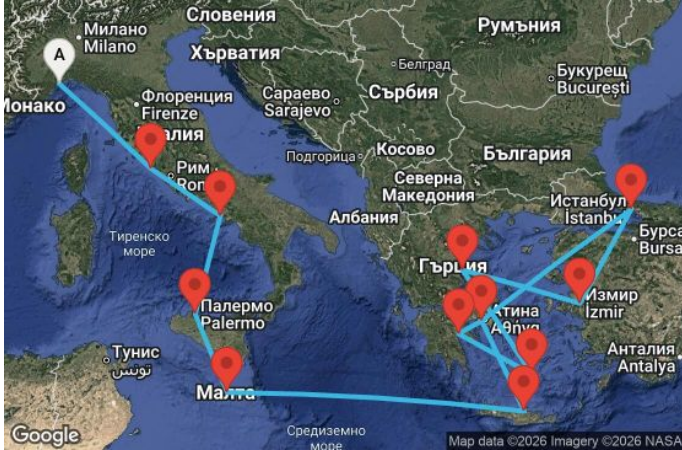 Словения
Милано
Milano
Румъния
A
Хърватия
Белград
Букурещ
București
Монако
Флоренция
Firenze
Сараево
Sarajevo
Сърбия
Италия
Подгорица
Косово
България
Рим
Северна
Македония
Истанбул
İstanbul
Албания
Бурса
Bursa
Тиренско
море
Гърция
Палермо
Palermo
Измир
İzmir
Атина
Αθήνα
Тунис
تونس
Анталия
Antalya
Малта
Средиземно
море
Google
Map data ©2026 Imagery ©2026 NASA